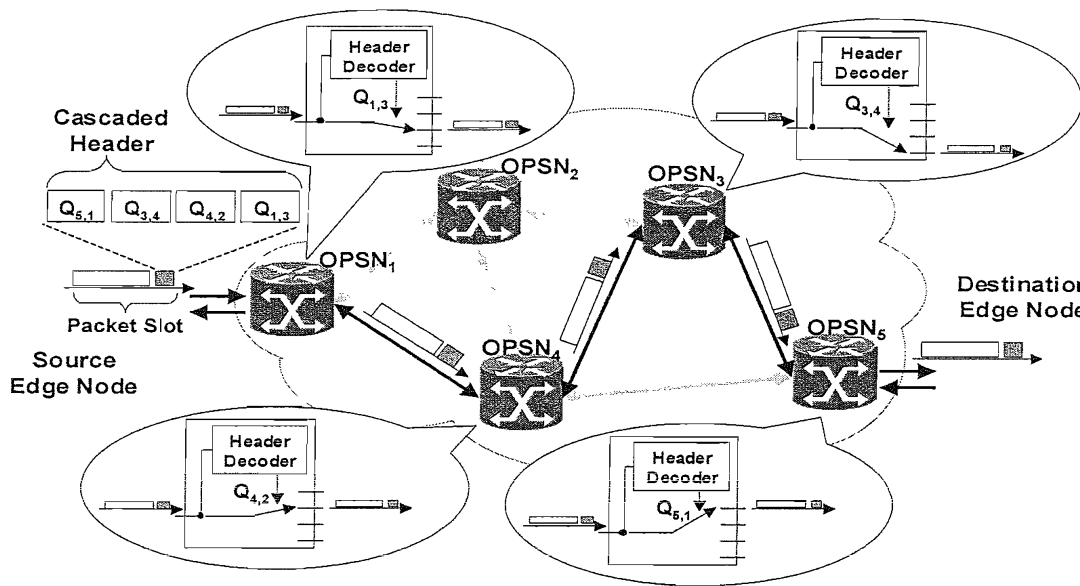 Header
Decoder
Q1,3
Header
Decoder
Q3,4
Cascaded
Header
Q5,1 Q3,4 Q4,2 Q1,3
Packet Slot
Source
Edge Node
OPSN1
OPSN2
OPSN3
OPSN4
OPSN5
Destination
Edge Node
Header
Decoder
Q4,2
Header
Decoder
Q5,1